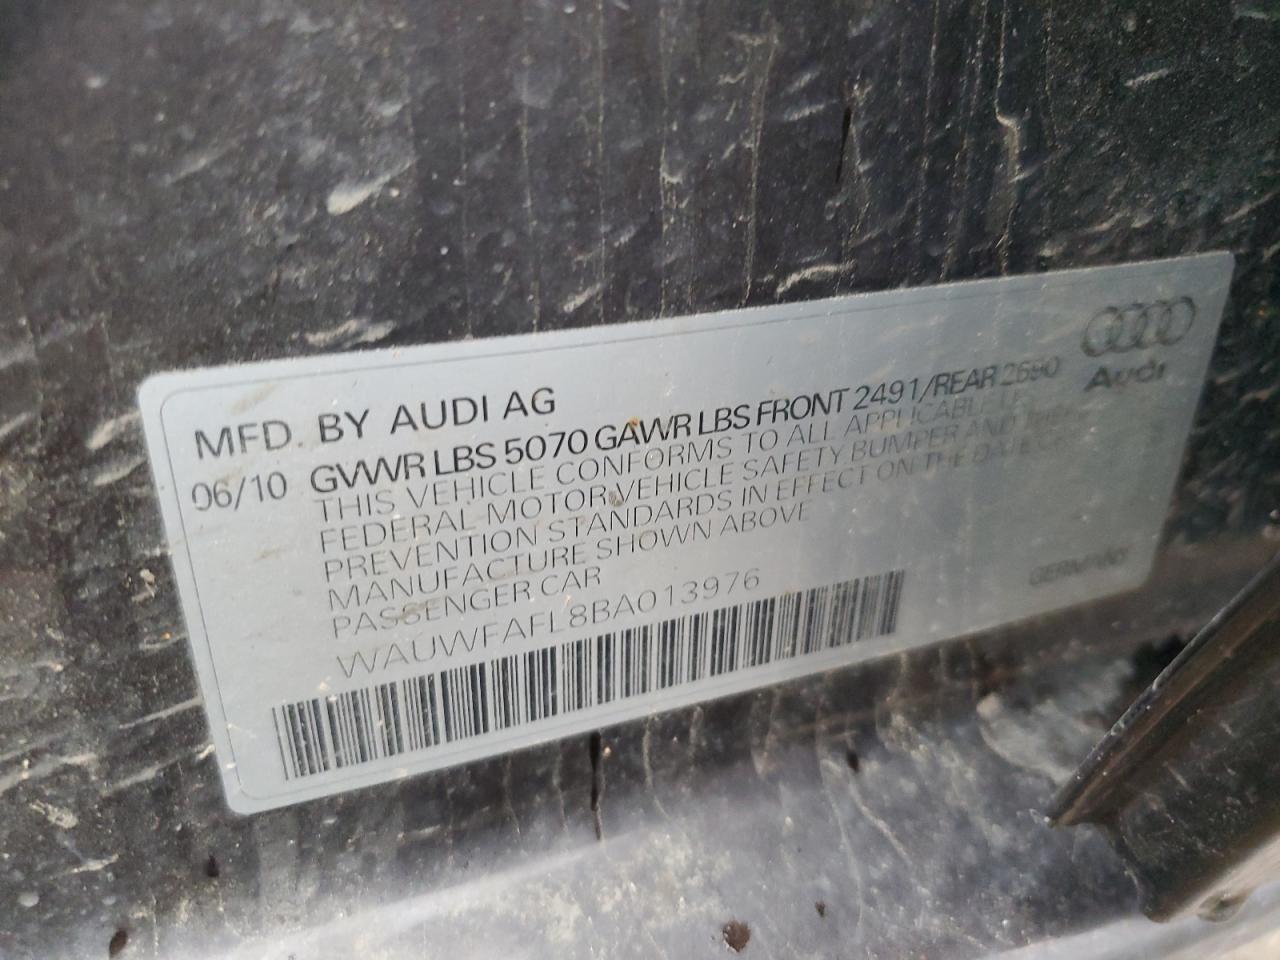 Audi
MFD. BY AUDI AG
06/10 GVWR LBS 5070 GAWR LBS FRONT 2491/REAR
THIS VEHICLE CONFORMS TO ALL APPLICABLE
FEDERAL MOTOR VEHICLE SAFETY BUMPER AND
PREVENTION STANDARDS IN EFFECT ON THE DATE
MANUFACTURE SHOWN ABOVE
PASSENGER CAR
WAUWFAFL8BA013976
GERMANY